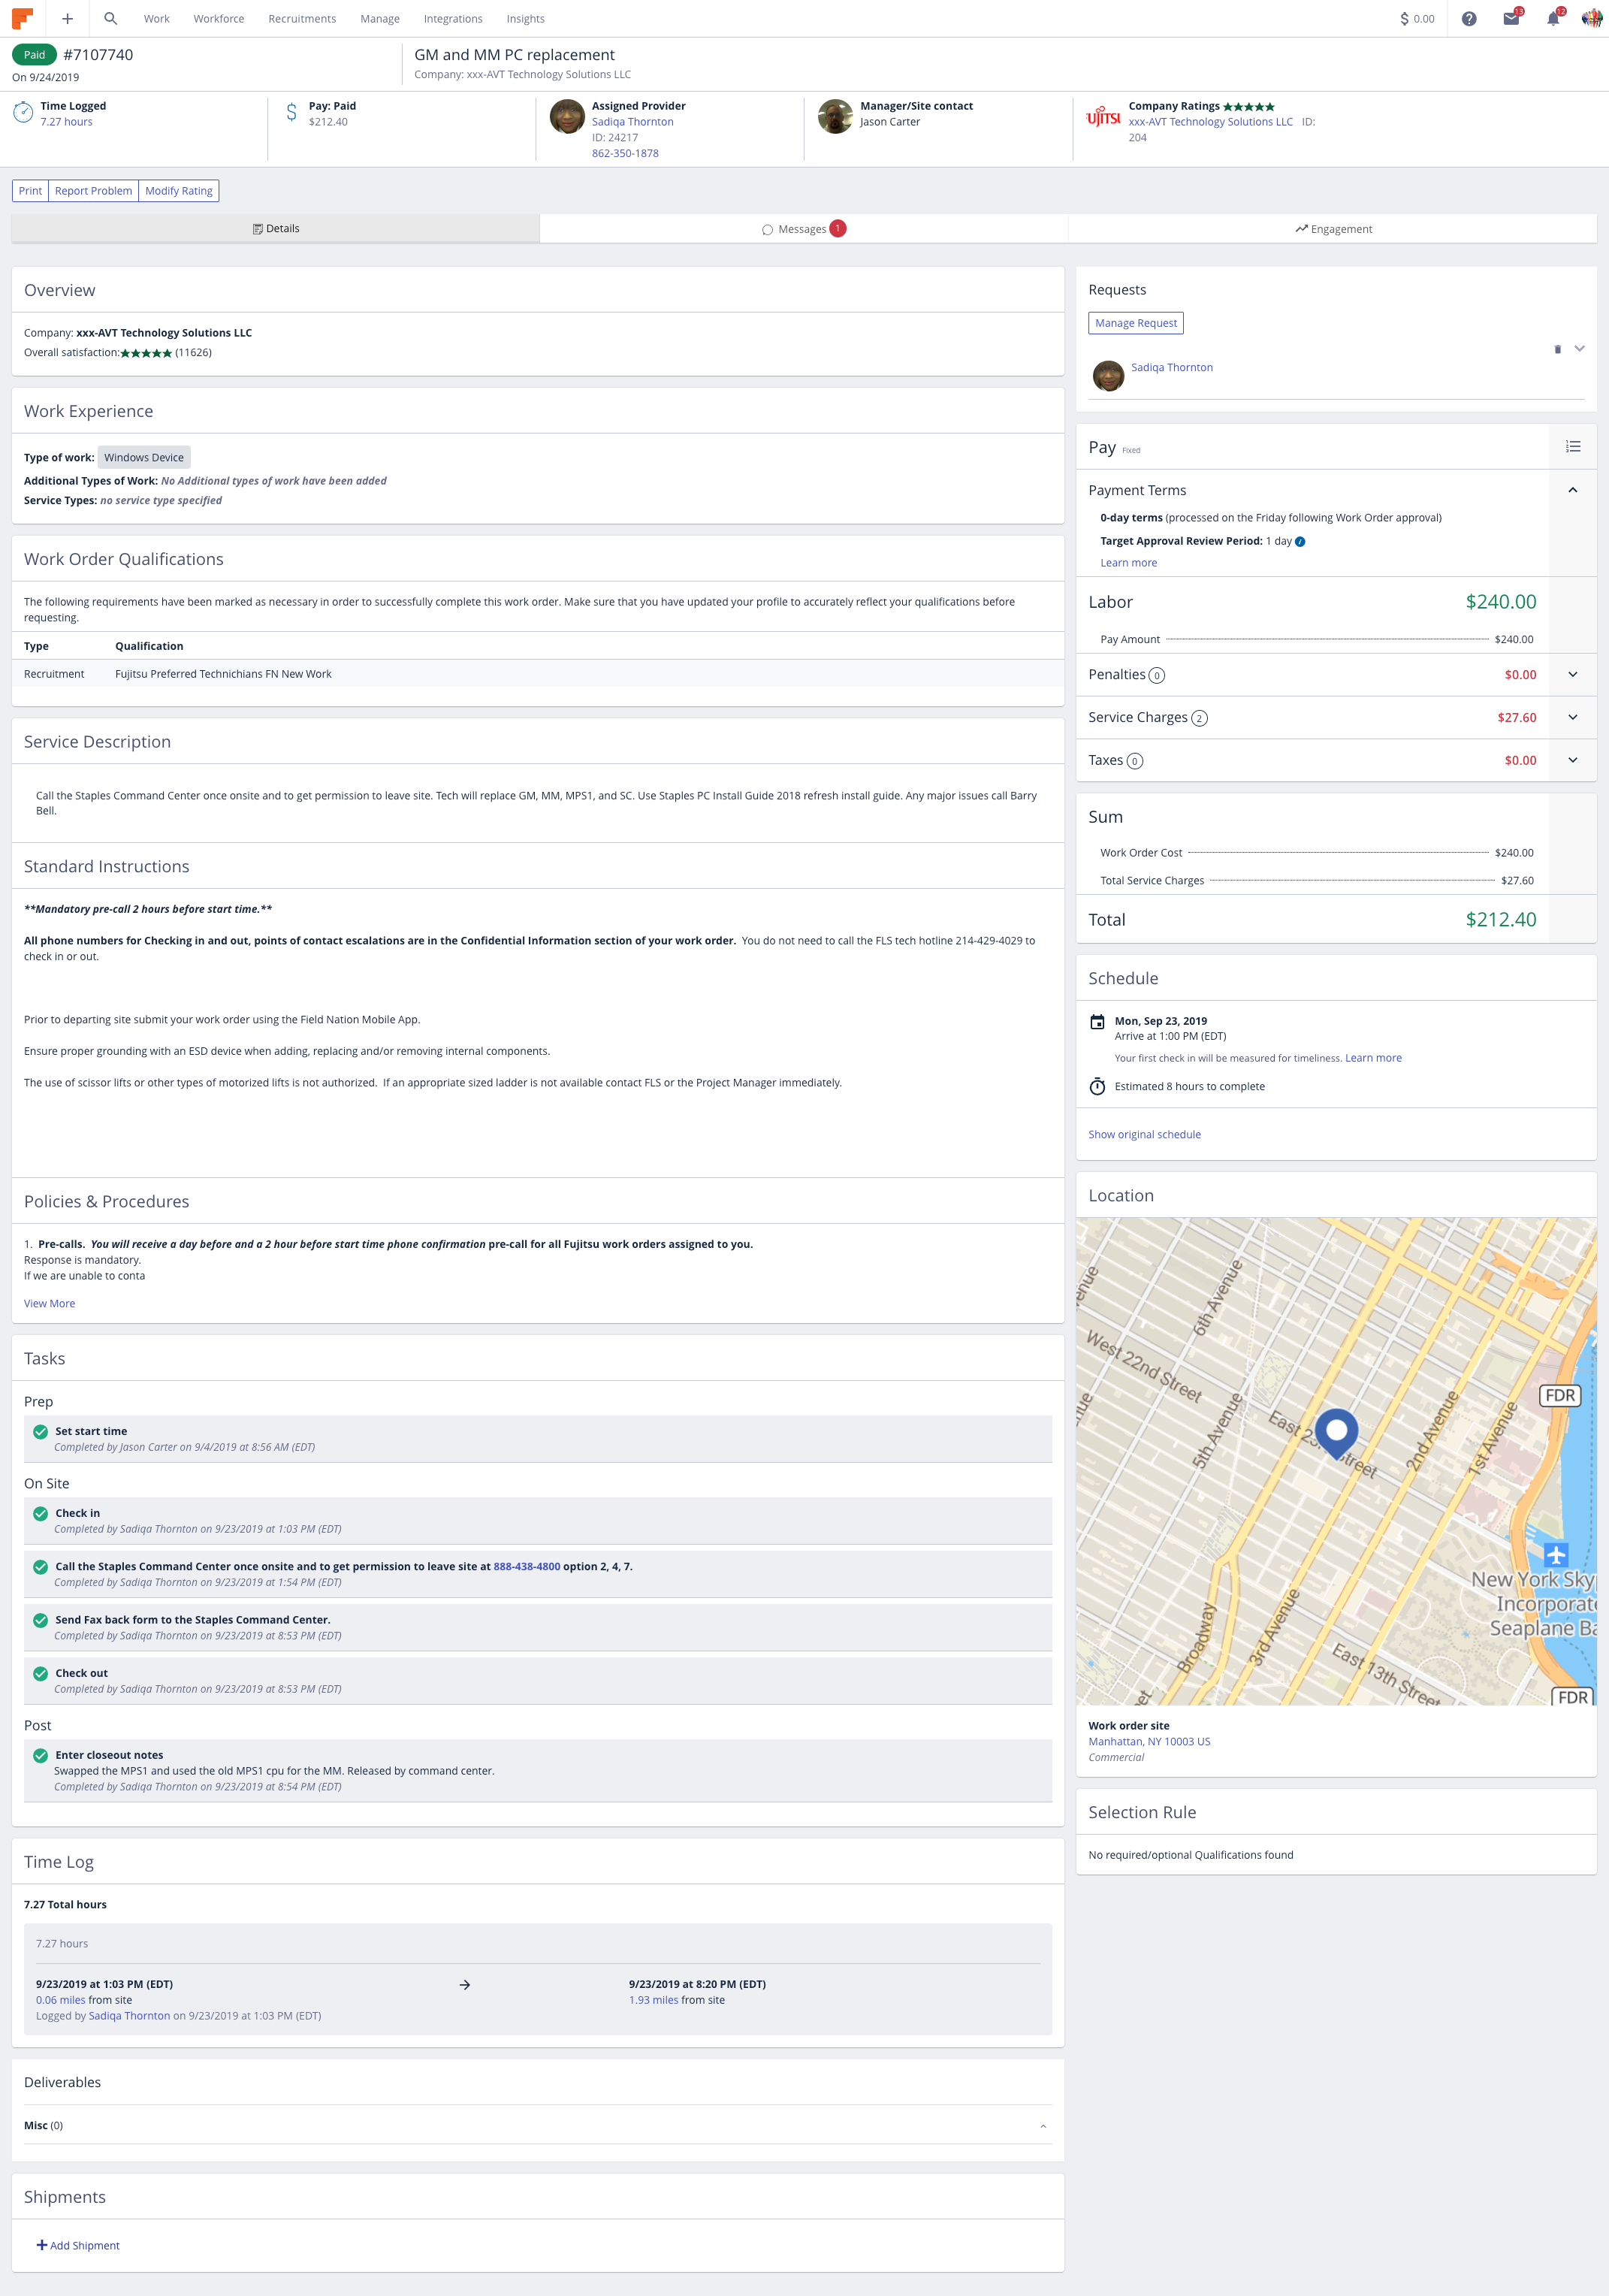 Work Workforce Recruitments Manage Integrations Insights $ 0.00 13 12
Paid #7107740
On 9/24/2019
GM and MM PC replacement
Company: xxx-AVT Technology Solutions LLC
Time Logged
7.27 hours
Pay: Paid
$212.40
Assigned Provider
Sadiqa Thornton
ID: 24217
862-350-1878
Manager/Site contact
Jason Carter
UJITSU
Company Ratings ★★★★★
xxx-AVT Technology Solutions LLC ID:
204
Print Report Problem Modify Rating
Details Messages 1 Engagement
Overview
Company: xxx-AVT Technology Solutions LLC
Overall satisfaction:★★★★★ (11626)
Work Experience
Type of work: Windows Device
Additional Types of Work: No Additional types of work have been added
Service Types: no service type specified
Work Order Qualifications
The following requirements have been marked as necessary in order to successfully complete this work order. Make sure that you have updated your profile to accurately reflect your qualifications before
requesting.
Type Qualification
Recruitment Fujitsu Preferred Technichians FN New Work
Service Description
Call the Staples Command Center once onsite and to get permission to leave site. Tech will replace GM, MM, MPS1, and SC. Use Staples PC Install Guide 2018 refresh install guide. Any major issues call Barry
Bell.
Standard Instructions
**Mandatory pre-call 2 hours before start time.**
All phone numbers for Checking in and out, points of contact escalations are in the Confidential Information section of your work order. You do not need to call the FLS tech hotline 214-429-4029 to
check in or out.
Prior to departing site submit your work order using the Field Nation Mobile App.
Ensure proper grounding with an ESD device when adding, replacing and/or removing internal components.
The use of scissor lifts or other types of motorized lifts is not authorized. If an appropriate sized ladder is not available contact FLS or the Project Manager immediately.
Policies & Procedures
1. Pre-calls. You will receive a day before and a 2 hour before start time phone confirmation pre-call for all Fujitsu work orders assigned to you.
Response is mandatory.
If we are unable to conta
View More
Tasks
Prep
Set start time
Completed by Jason Carter on 9/4/2019 at 8:56 AM (EDT)
On Site
Check in
Completed by Sadiqa Thornton on 9/23/2019 at 1:03 PM (EDT)
Call the Staples Command Center once onsite and to get permission to leave site at 888-438-4800 option 2, 4, 7.
Completed by Sadiqa Thornton on 9/23/2019 at 1:54 PM (EDT)
Send Fax back form to the Staples Command Center.
Completed by Sadiqa Thornton on 9/23/2019 at 8:53 PM (EDT)
Check out
Completed by Sadiqa Thornton on 9/23/2019 at 8:53 PM (EDT)
Post
Enter closeout notes
Swapped the MPS1 and used the old MPS1 cpu for the MM. Released by command center.
Completed by Sadiqa Thornton on 9/23/2019 at 8:54 PM (EDT)
Time Log
7.27 Total hours
7.27 hours
9/23/2019 at 1:03 PM (EDT) → 9/23/2019 at 8:20 PM (EDT)
0.06 miles from site 1.93 miles from site
Logged by Sadiqa Thornton on 9/23/2019 at 1:03 PM (EDT)
Deliverables
Misc (0)
Shipments
+ Add Shipment
Requests
Manage Request
Sadiqa Thornton
Pay Fixed
Payment Terms
0-day terms (processed on the Friday following Work Order approval)
Target Approval Review Period: 1 day
Learn more
Labor $240.00
Pay Amount $240.00
Penalties 0 $0.00
Service Charges 2 $27.60
Taxes 0 $0.00
Sum
Work Order Cost $240.00
Total Service Charges $27.60
Total $212.40
Schedule
Mon, Sep 23, 2019
Arrive at 1:00 PM (EDT)
Your first check in will be measured for timeliness. Learn more
Estimated 8 hours to complete
Show original schedule
Location
enue
6th Avenue
West 22nd Street
FDR
nue
5th Avenue
East 23
Street
2nd Avenue
1st Avenue
New York Sky
Incorporate
Seaplane Ba
Broadway
3rd Avenue
East 13th Street
et
FDR
Work order site
Manhattan, NY 10003 US
Commercial
Selection Rule
No required/optional Qualifications found